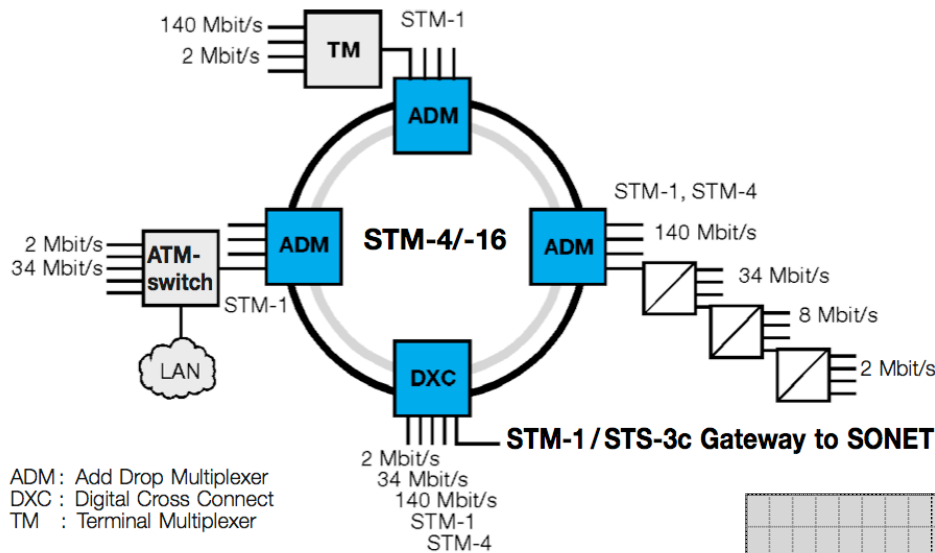 140 Mbit/s
2 Mbit/s
TM
STM-1
ADM
STM-1, STM-4
140 Mbit/s
ADM
STM-4/-16
ADM
2 Mbit/s
34 Mbit/s
ATM-
switch
STM-1
LAN
34 Mbit/s
8 Mbit/s
2 Mbit/s
DXC
STM-1 / STS-3c Gateway to SONET
2 Mbit/s
34 Mbit/s
140 Mbit/s
STM-1
STM-4
ADM : Add Drop Multiplexer
DXC : Digital Cross Connect
TM : Terminal Multiplexer